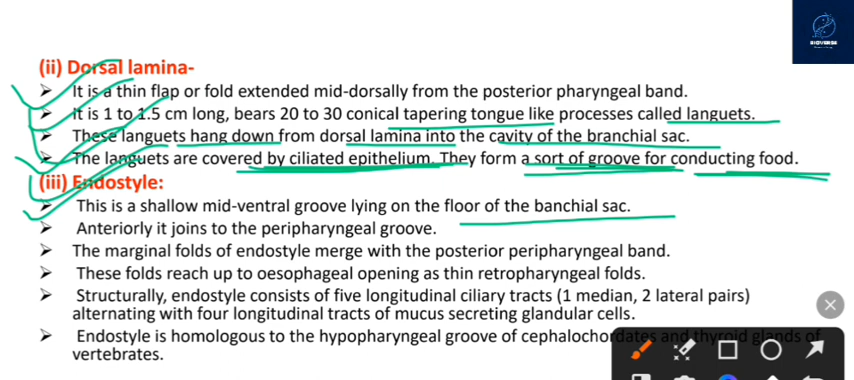 BIOVERSE
(ii) Dorsal lamina-
➤ It is a thin flap or fold extended mid-dorsally from the posterior pharyngeal band.
➤ It is 1 to 1.5 cm long, bears 20 to 30 conical tapering tongue like processes called languets.
➤ These languets hang down from dorsal lamina into the cavity of the branchial sac.
➤ The languets are covered by ciliated epithelium. They form a sort of groove for conducting food.
(iii) Endostyle:
➤ This is a shallow mid-ventral groove lying on the floor of the banchial sac.
➤ Anteriorly it joins to the peripharyngeal groove.
➤ The marginal folds of endostyle merge with the posterior peripharyngeal band.
➤ These folds reach up to oesophageal opening as thin retropharyngeal folds.
➤ Structurally, endostyle consists of five longitudinal ciliary tracts (1 median, 2 lateral pairs)
alternating with four longitudinal tracts of mucus secreting glandular cells.
➤ Endostyle is homologous to the hypopharyngeal groove of cephalochordates and thyroid glands of
vertebrates.